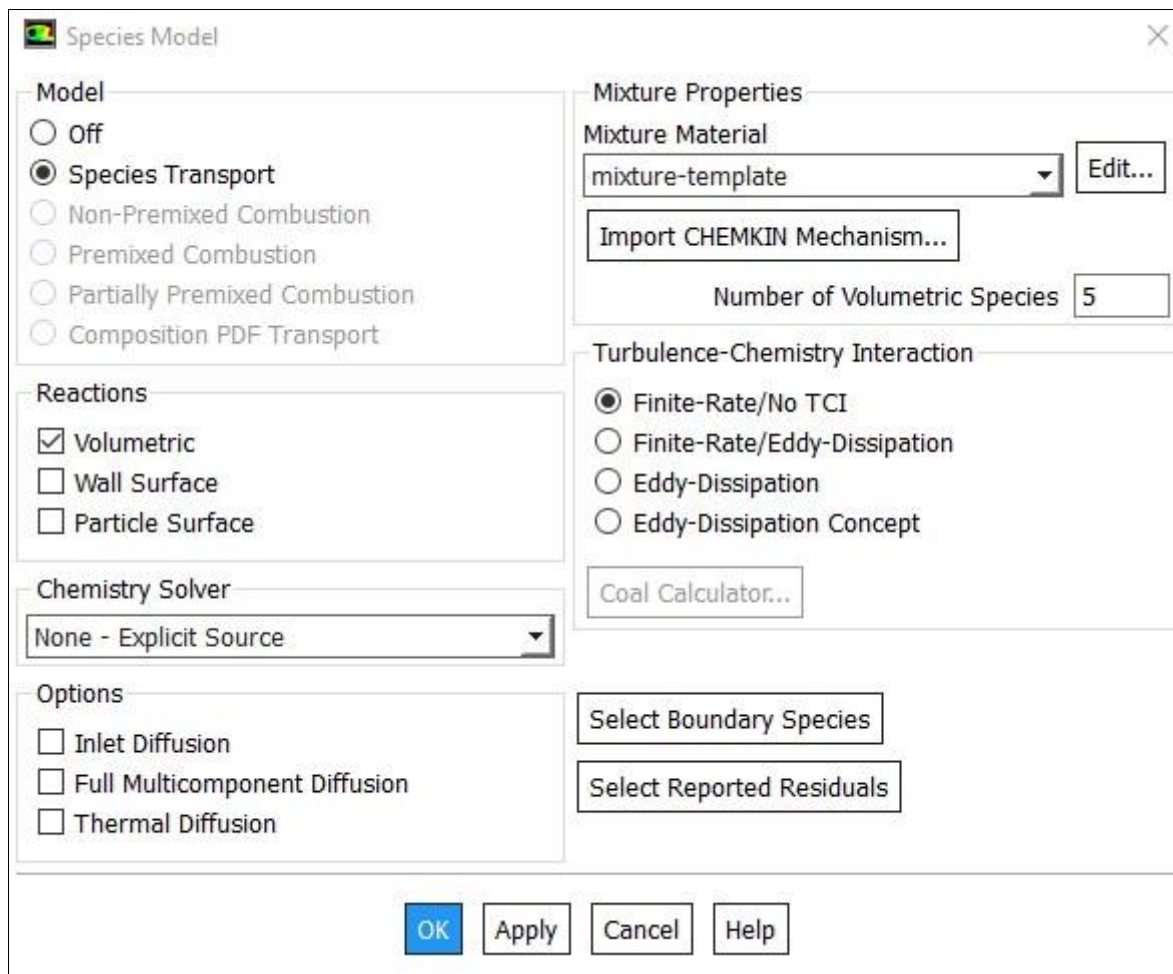 Species Model
Model
Off
Species Transport
Non-Premixed Combustion
Premixed Combustion
Partially Premixed Combustion
Composition PDF Transport
Reactions
Volumetric
Wall Surface
Particle Surface
Chemistry Solver
None - Explicit Source
Options
Inlet Diffusion
Full Multicomponent Diffusion
Thermal Diffusion
Mixture Properties
Mixture Material
mixture-template
Edit...
Import CHEMKIN Mechanism...
Number of Volumetric Species 5
Turbulence-Chemistry Interaction
Finite-Rate/No TCI
Finite-Rate/Eddy-Dissipation
Eddy-Dissipation
Eddy-Dissipation Concept
Coal Calculator...
Select Boundary Species
Select Reported Residuals
OK Apply Cancel Help